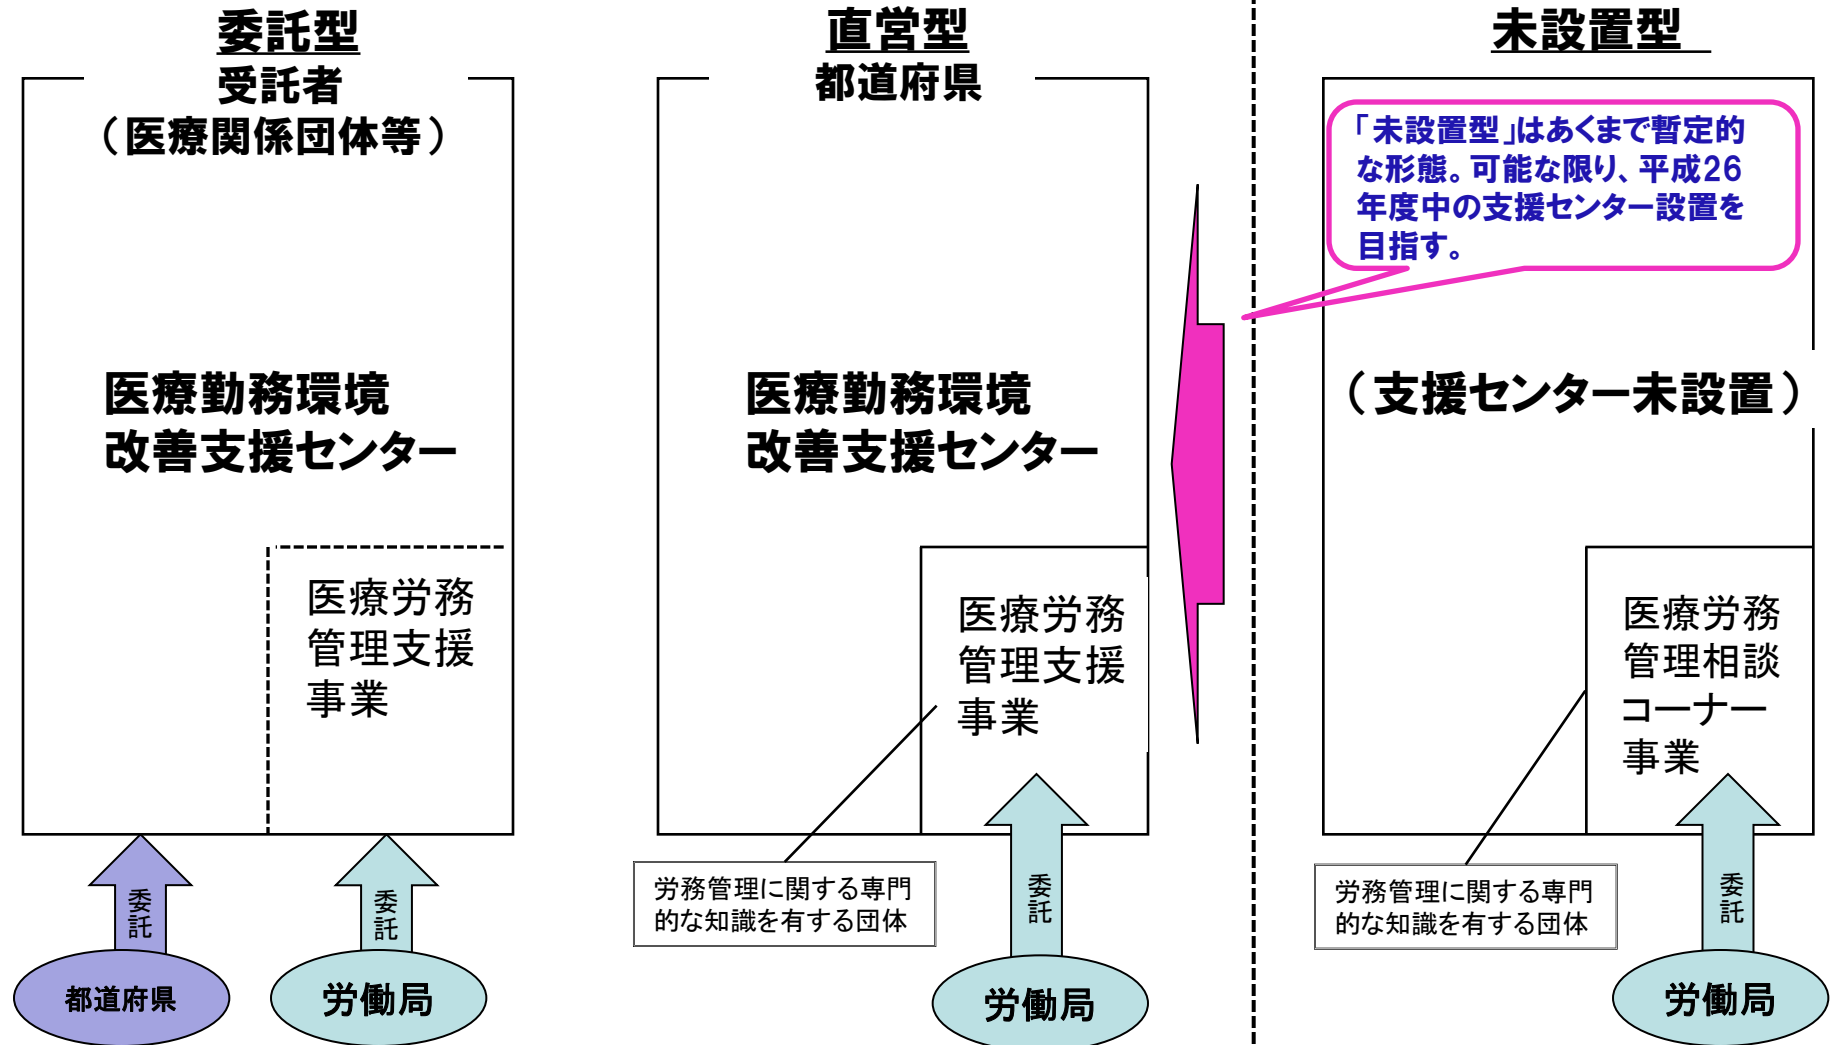 委託型
受託者
（医療関係団体等）
医療勤務環境
改善支援センター
医療労務
管理支援
事業
委託
委託
都道府県
労働局
直営型
都道府県
医療勤務環境
改善支援センター
医療労務
管理支援
事業
労務管理に関する専門
的な知識を有する団体
委託
労働局
未設置型
「未設置型」はあくまで暫定的
な形態。可能な限り、平成26
年度中の支援センター設置を
目指す。
（支援センター未設置）
医療労務
管理相談
コーナー
事業
労務管理に関する専門
的な知識を有する団体
委託
労働局